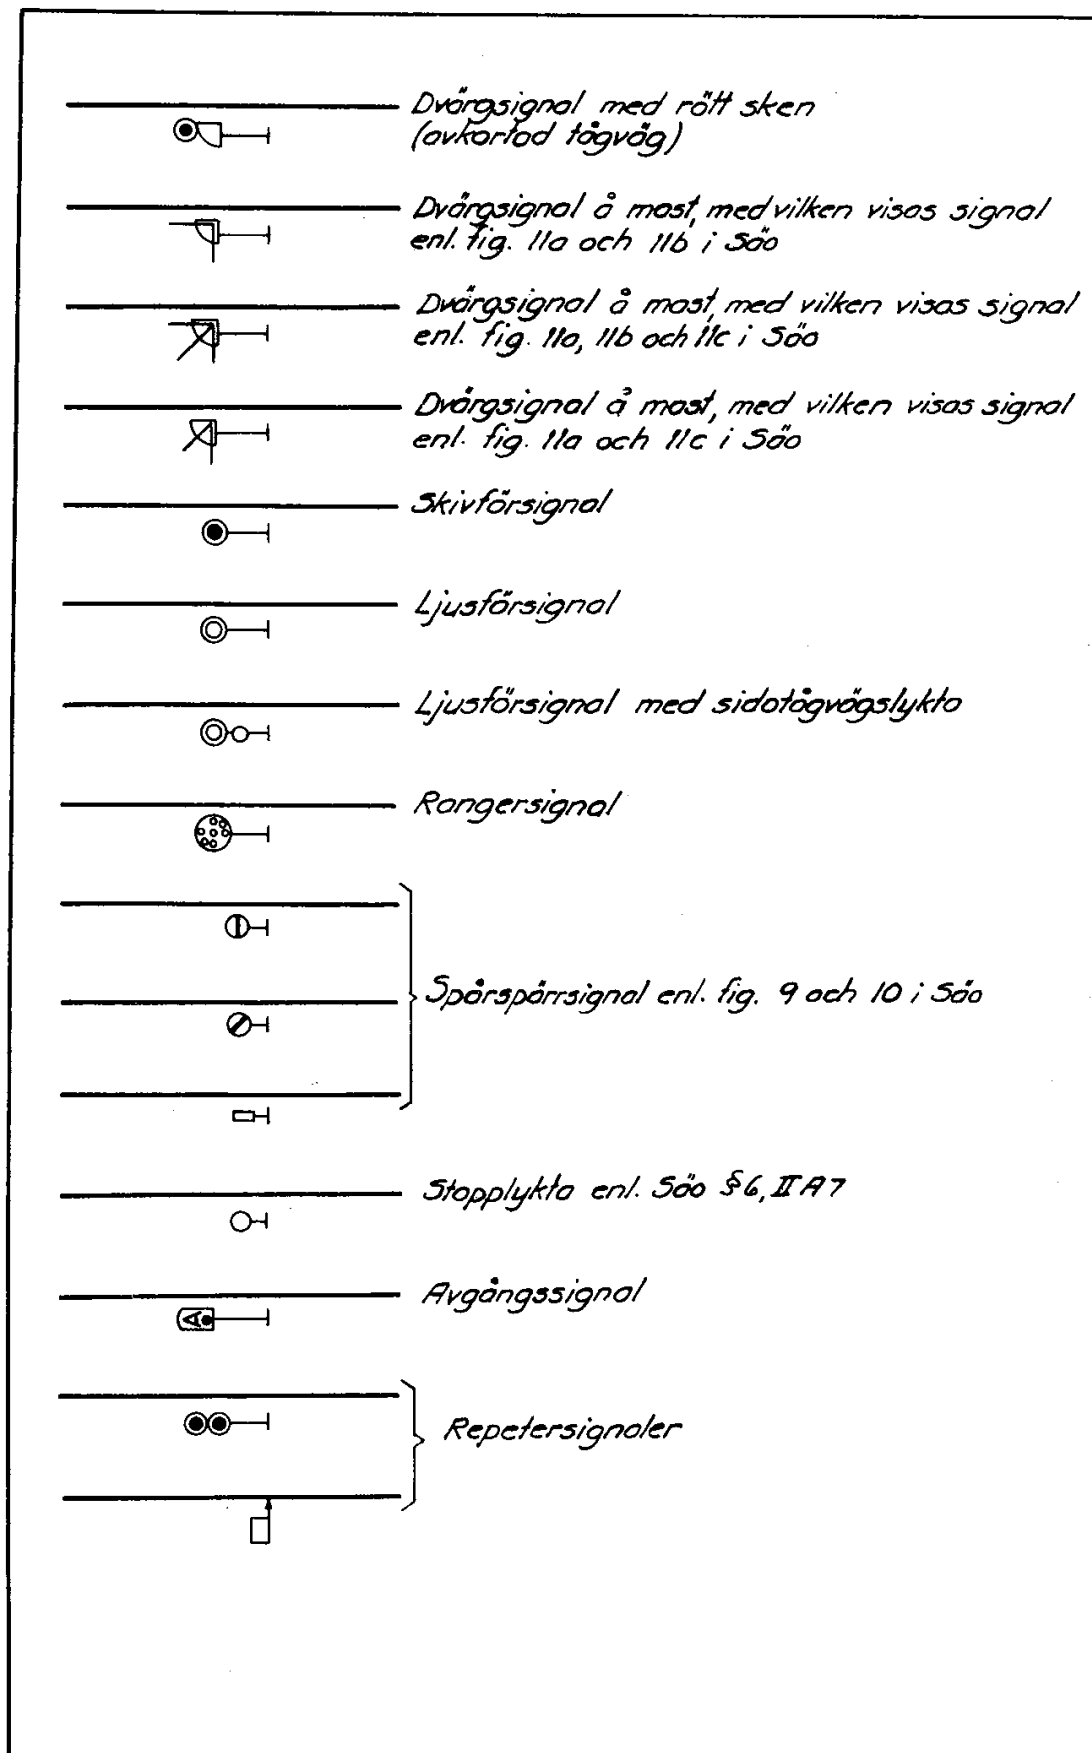 Dvärgsignal med rött sken
(avkortad tågväg)
Dvärgsignal å mast, med vilken visas signal
enl. fig. 11a och 11b i Säo
Dvärgsignal å mast, med vilken visas signal
enl. fig. 11a, 11b och 11c i Säo
Dvärgsignal å mast, med vilken visas signal
enl. fig. 11a och 11c i Säo
Skivförsignal
Ljusförsignal
Ljusförsignal med sidotågvägslykta
Rangersignal
Spårspärrsignal enl. fig. 9 och 10 i Säo
Stopplykta enl. Säo §6, II A 7
Avgångssignal
A
Repetersignaler